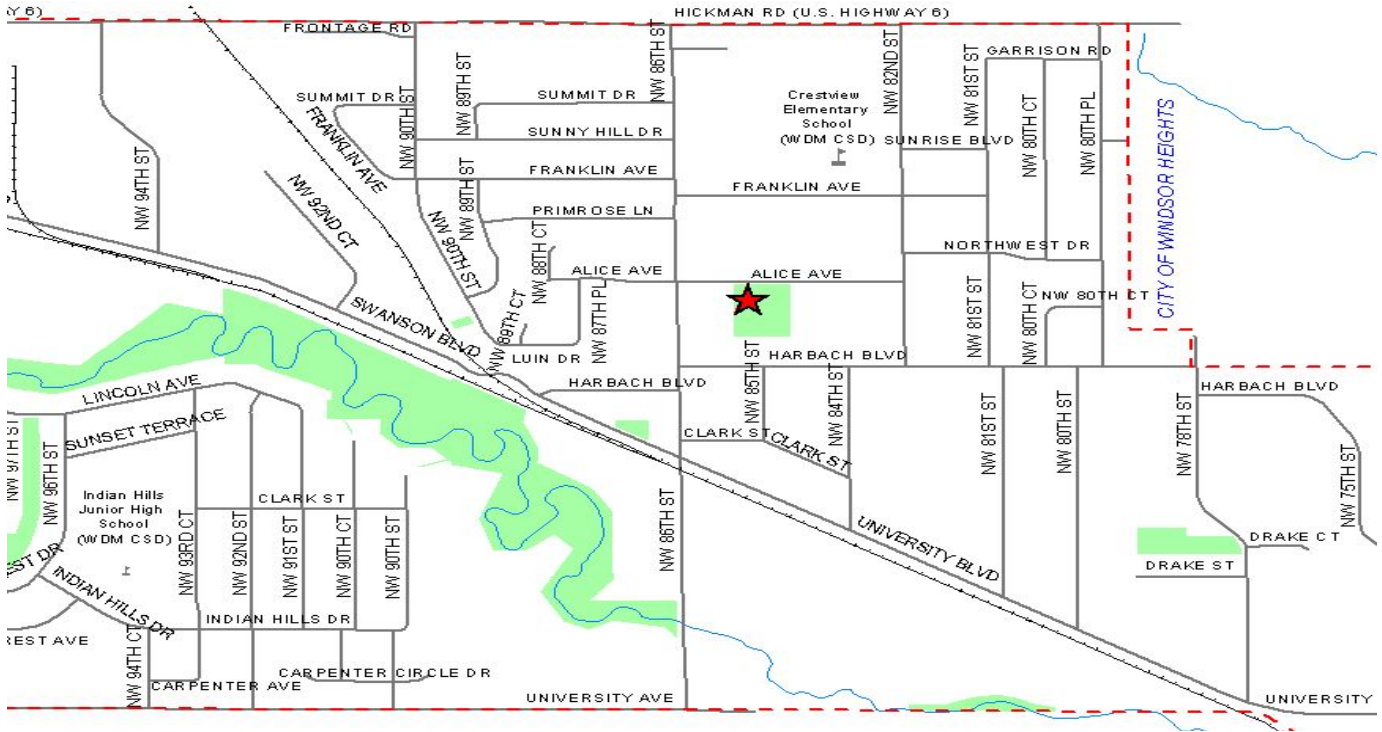 Y 6)
HICKMAN RD (U.S. HIGHWAY 6)
FRONTAGE RD
NW 86TH ST
NW 82ND ST
NW 81ST ST
GARRISON RD
NW 94TH ST
SUMMIT DR
FRANKLIN AVE
NW 90TH ST
NW 89TH ST
SUMMIT DR
SUNNY HILL DR
Crestview
Elementary
School
(WDM CSD)
SUNRISE BLVD
NW 80TH CT
NW 80TH PL
CITY OF WINDSOR HEIGHTS
NW 92ND CT
FRANKLIN AVE
NW 89TH ST
NW 90TH ST
PRIMROSE LN
FRANKLIN AVE
NORTHWEST DR
NW 88TH CT
ALICE AVE
ALICE AVE
NW 81ST ST
NW 80TH CT
NW 80TH CT
SWANSON BLVD
NW 89TH CT
NW 87TH PL
LUIN DR
HARBACH BLVD
NW 85TH ST
HARBACH BLVD
NW 84TH ST
HARBACH BLVD
LINCOLN AVE
SUNSET TERRACE
NW 97TH ST
NW 96TH ST
CLARK ST
CLARK ST
NW 81ST ST
NW 80TH ST
NW 78TH ST
NW 75TH ST
Indian Hills
Junior High
School
(WDM CSD)
CLARK ST
NW 93RD CT
NW 92ND ST
NW 91ST ST
NW 90TH CT
NW 90TH ST
NW 86TH ST
UNIVERSITY BLVD
DRAKE CT
DRAKE ST
EST DR
INDIAN HILLS DR
INDIAN HILLS DR
REST AVE
NW 94TH CT
CARPENTER AVE
CARPENTER CIRCLE DR
UNIVERSITY AVE
UNIVERSITY